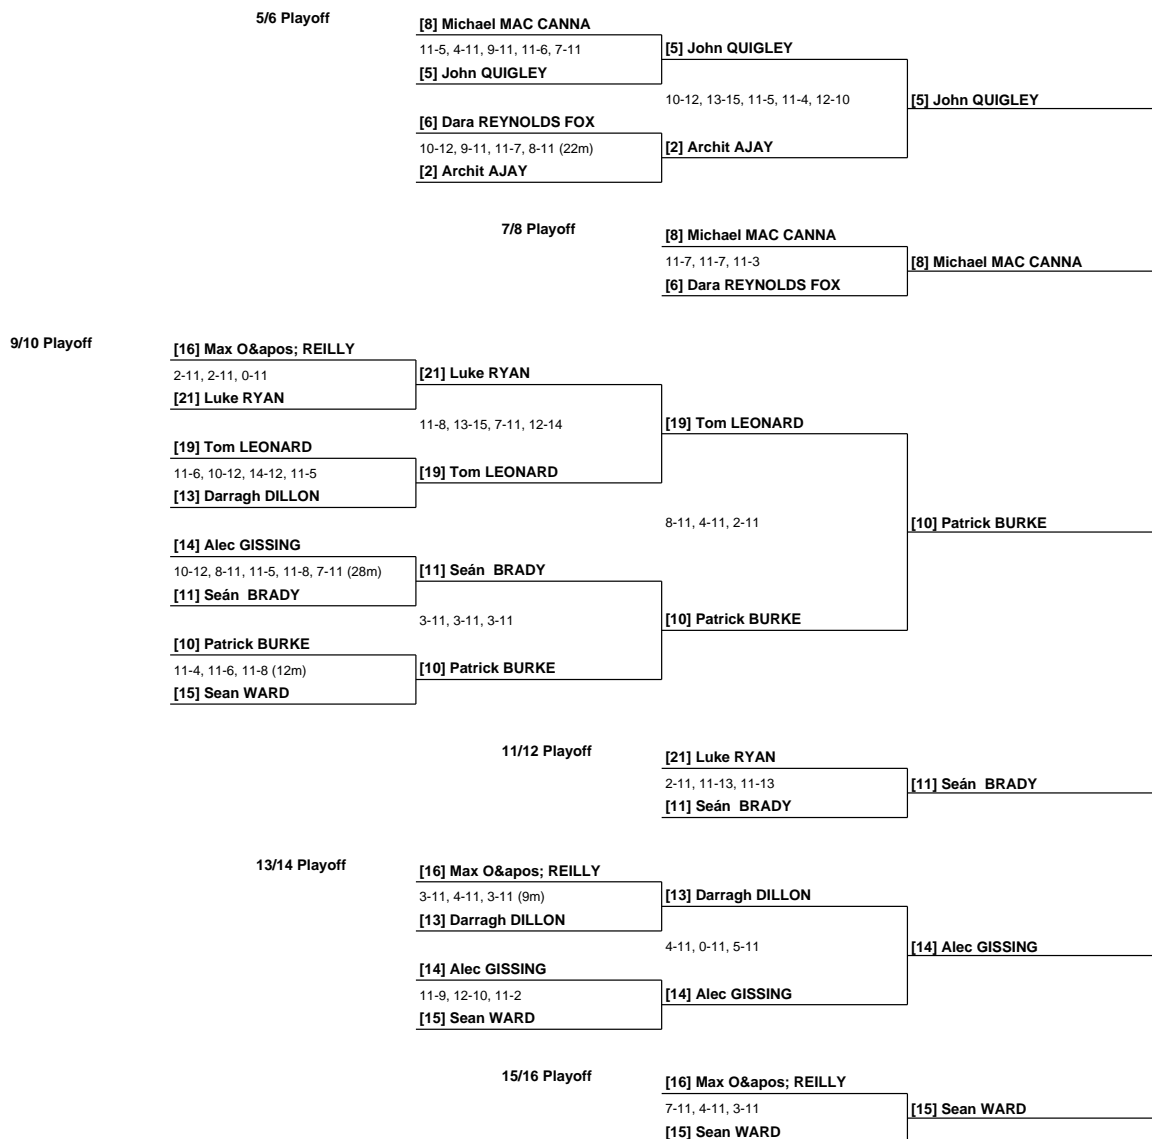 5/6 Playoff
[8] Michael MAC CANNA
11-5, 4-11, 9-11, 11-6, 7-11
[5] John QUIGLEY
[5] John QUIGLEY
10-12, 13-15, 11-5, 11-4, 12-10
[5] John QUIGLEY
[6] Dara REYNOLDS FOX
10-12, 9-11, 11-7, 8-11 (22m)
[2] Archit AJAY
[2] Archit AJAY
7/8 Playoff
[8] Michael MAC CANNA
11-7, 11-7, 11-3
[8] Michael MAC CANNA
[6] Dara REYNOLDS FOX
9/10 Playoff
[16] Max O&apos; REILLY
2-11, 2-11, 0-11
[21] Luke RYAN
[21] Luke RYAN
11-8, 13-15, 7-11, 12-14
[19] Tom LEONARD
[19] Tom LEONARD
11-6, 10-12, 14-12, 11-5
[19] Tom LEONARD
[13] Darragh DILLON
8-11, 4-11, 2-11
[10] Patrick BURKE
[14] Alec GISSING
10-12, 8-11, 11-5, 11-8, 7-11 (28m)
[11] Seán  BRADY
[11] Seán  BRADY
3-11, 3-11, 3-11
[10] Patrick BURKE
[10] Patrick BURKE
11-4, 11-6, 11-8 (12m)
[10] Patrick BURKE
[15] Sean WARD
11/12 Playoff
[21] Luke RYAN
2-11, 11-13, 11-13
[11] Seán  BRADY
[11] Seán  BRADY
13/14 Playoff
[16] Max O&apos; REILLY
3-11, 4-11, 3-11 (9m)
[13] Darragh DILLON
[13] Darragh DILLON
4-11, 0-11, 5-11
[14] Alec GISSING
[14] Alec GISSING
11-9, 12-10, 11-2
[14] Alec GISSING
[15] Sean WARD
15/16 Playoff
[16] Max O&apos; REILLY
7-11, 4-11, 3-11
[15] Sean WARD
[15] Sean WARD